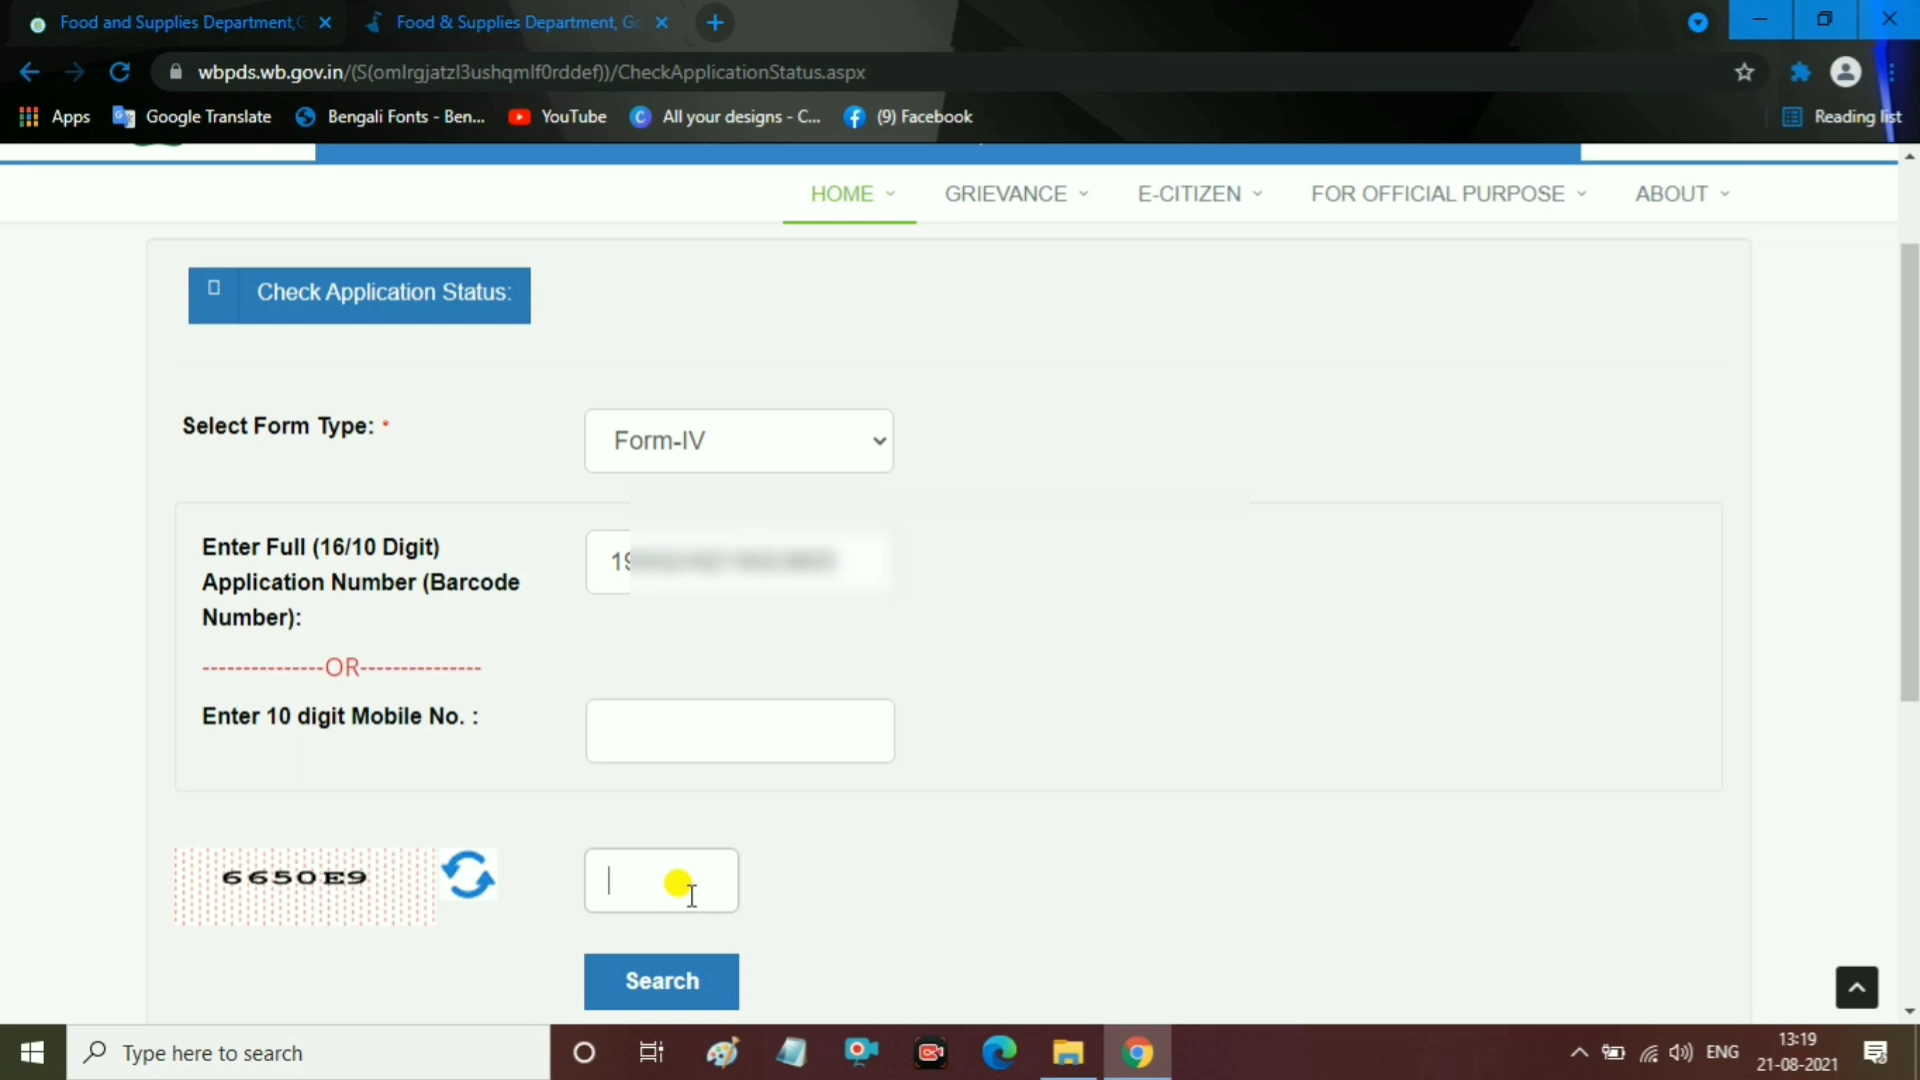 Food and Supplies Department,G
Food & Supplies Department, Go
wbpds.wb.gov.in/(S(omlrgjatzl3ushqmlf0rddef))/CheckApplicationStatus.aspx
Apps
Google Translate
Bengali Fonts - Ben...
YouTube
All your designs - C...
(9) Facebook
Reading list
HOME
GRIEVANCE
E-CITIZEN
FOR OFFICIAL PURPOSE
ABOUT
Check Application Status:
Select Form Type: *
Form-IV
Enter Full (16/10 Digit)
Application Number (Barcode
Number):
19
---------------OR---------------
Enter 10 digit Mobile No. :
6650E9
Search
Type here to search
ENG
13:19
21-08-2021